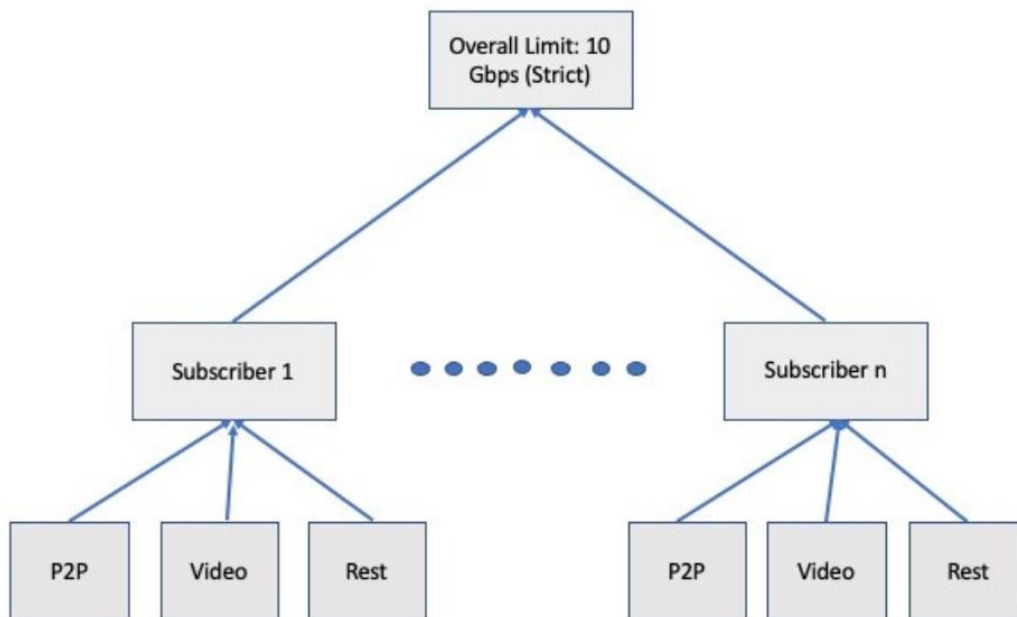 Overall Limit: 10
Gbps (Strict)
Subscriber 1
Subscriber n
P2P
Video
Rest
P2P
Video
Rest